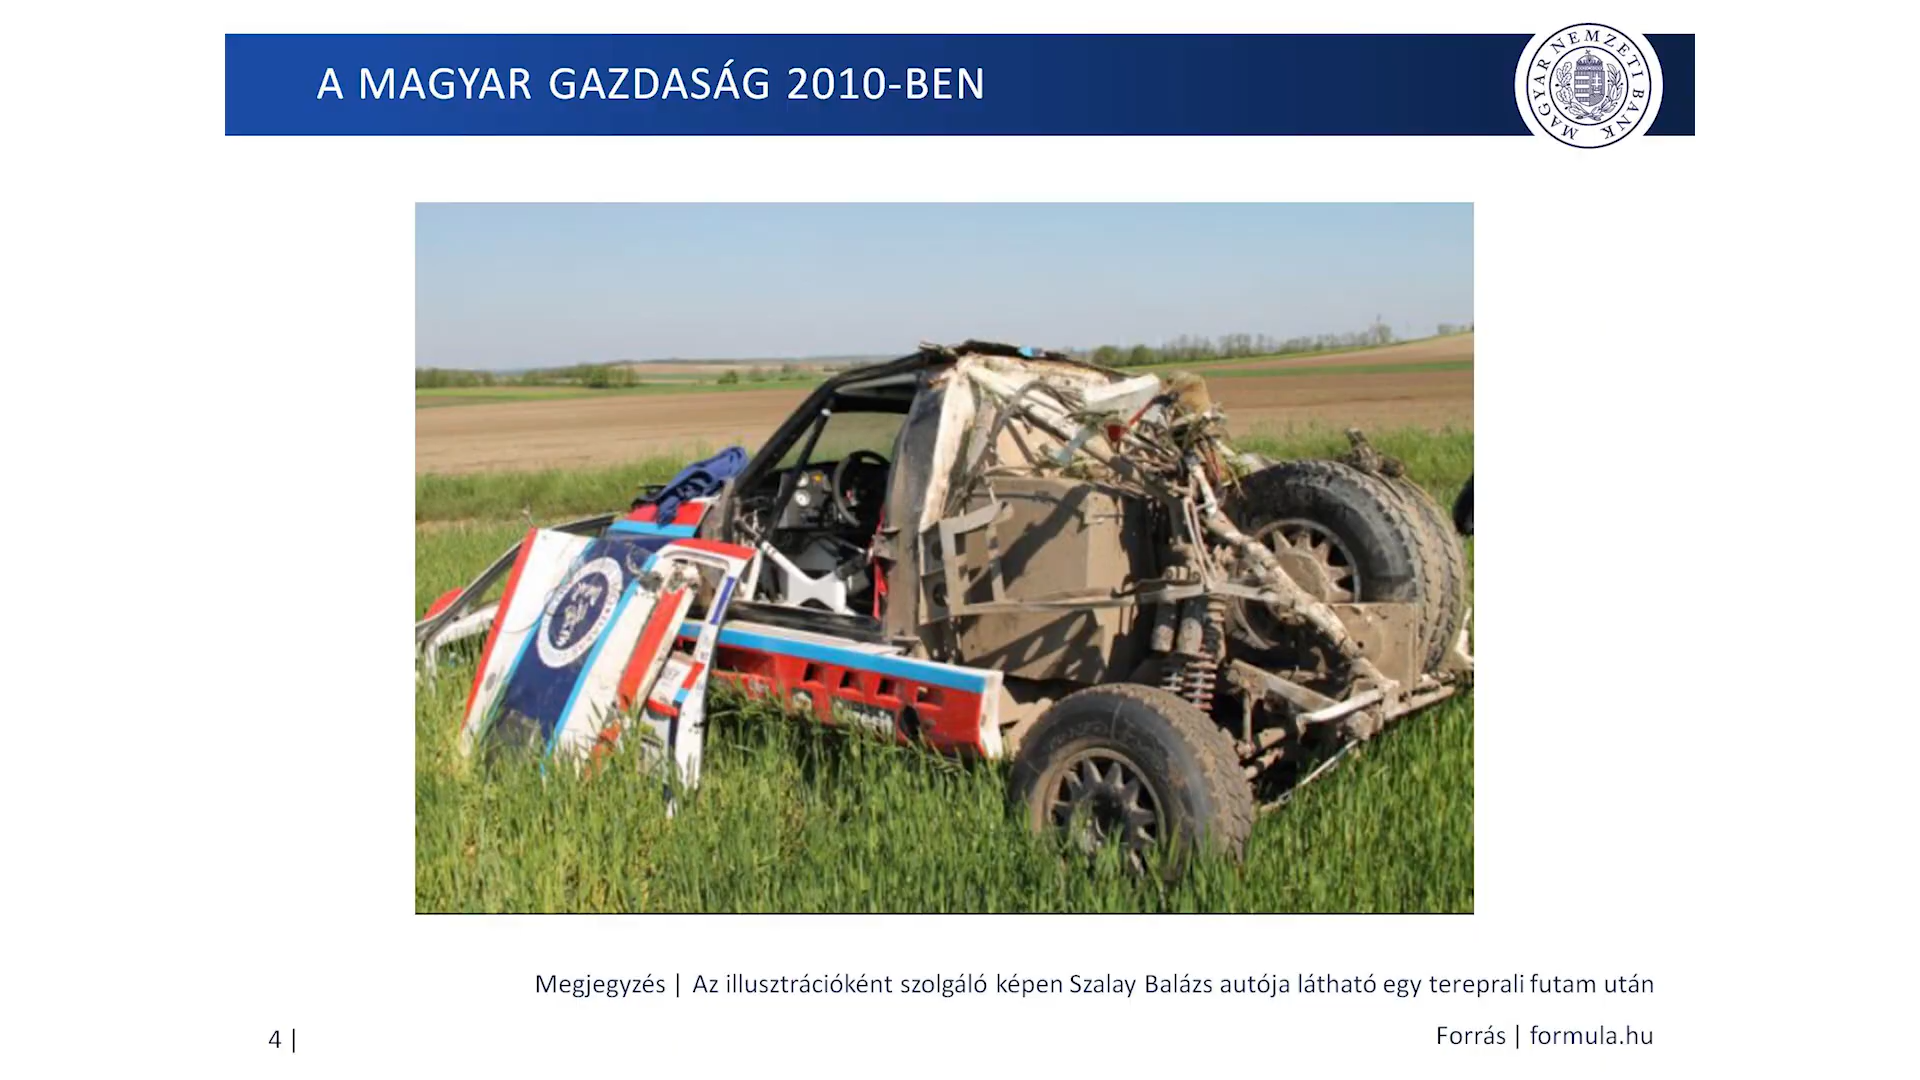 A MAGYAR GAZDASÁG 2010-BEN
MAGYAR NEMZETI BANK
Megjegyzés | Az illusztrációként szolgáló képen Szalay Balázs autója látható egy tereprali futam után
4 |
Forrás | formula.hu